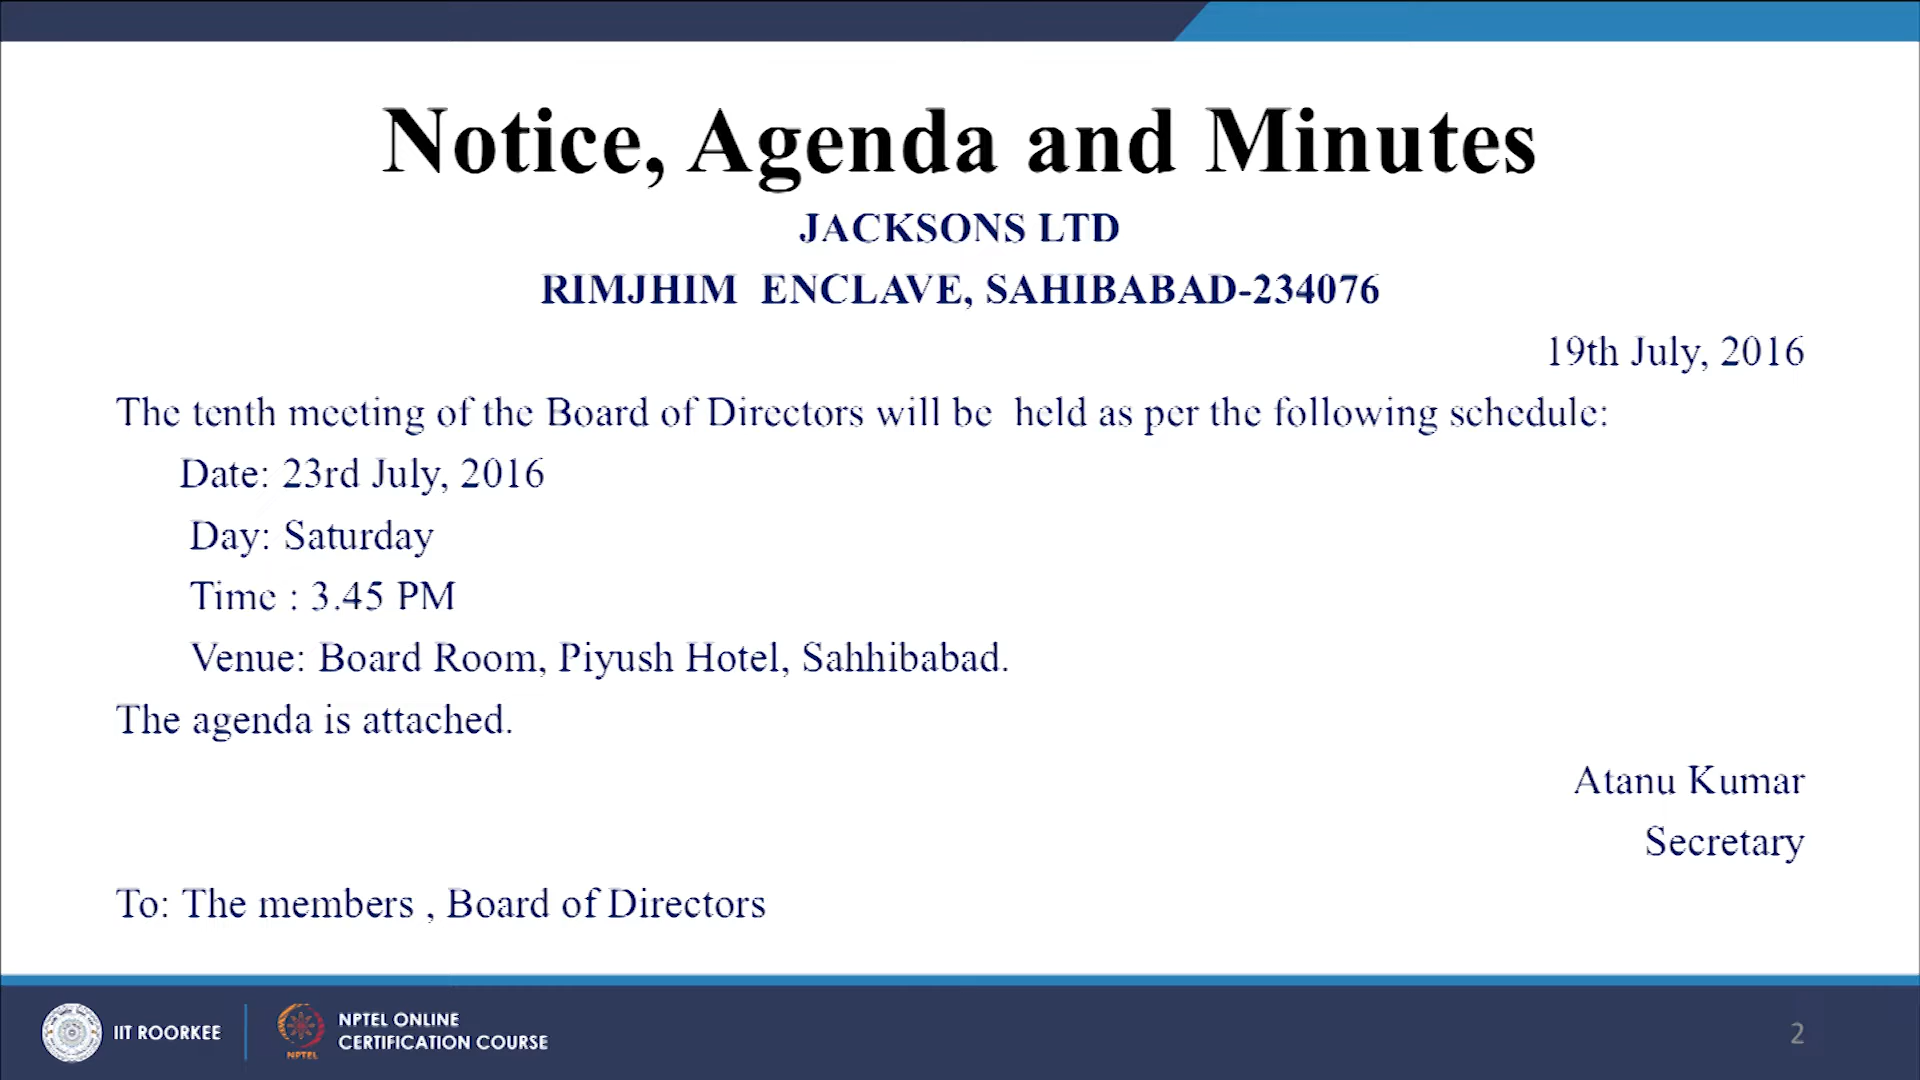 Notice, Agenda and Minutes
JACKSONS LTD
RIMJHIM ENCLAVE, SAHIBABAD-234076
19th July, 2016
The tenth meeting of the Board of Directors will be held as per the following schedule:
Date: 23rd July, 2016
Day: Saturday
Time : 3.45 PM
Venue: Board Room, Piyush Hotel, Sahhibabad.
The agenda is attached.
Atanu Kumar
Secretary
To: The members , Board of Directors
IIT ROORKEE
NPTEL
NPTEL ONLINE
CERTIFICATION COURSE
2